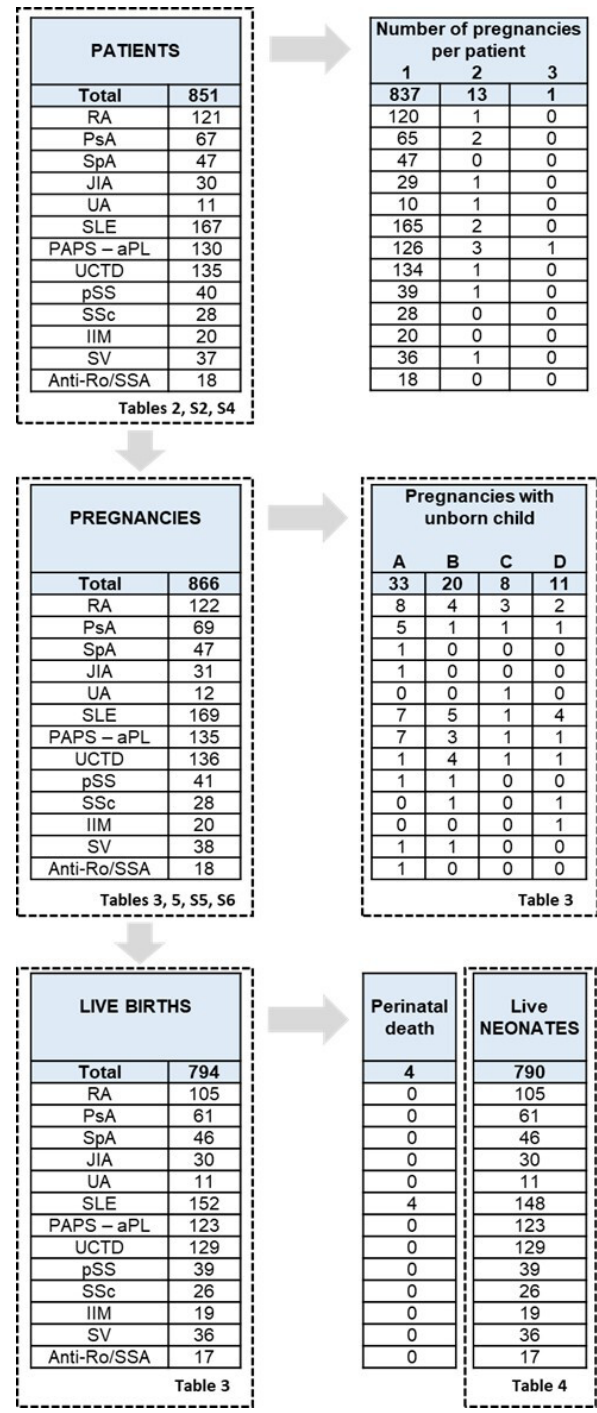 PATIENTS
Total 851
RA 121
PsA 67
SpA 47
JIA 30
UA 11
SLE 167
PAPS – aPL 130
UCTD 135
pSS 40
SSc 28
IIM 20
SV 37
Anti-Ro/SSA 18
Tables 2, S2, S4
Number of pregnancies
per patient
1 2 3
837 13 1
120 1 0
65 2 0
47 0 0
29 1 0
10 1 0
165 2 0
126 3 1
134 1 0
39 1 0
28 0 0
20 0 0
36 1 0
18 0 0
PREGNANCIES
Total 866
RA 122
PsA 69
SpA 47
JIA 31
UA 12
SLE 169
PAPS – aPL 135
UCTD 136
pSS 41
SSc 28
IIM 20
SV 38
Anti-Ro/SSA 18
Tables 3, 5, S5, S6
Pregnancies with
unborn child
A B C D
33 20 8 11
8 4 3 2
5 1 1 1
1 0 0 0
1 0 0 0
0 0 1 0
7 5 1 4
7 3 1 1
1 4 1 1
1 1 0 0
0 1 0 1
0 0 0 1
1 1 0 0
1 0 0 0
Table 3
LIVE BIRTHS
Total 794
RA 105
PsA 61
SpA 46
JIA 30
UA 11
SLE 152
PAPS – aPL 123
UCTD 129
pSS 39
SSc 26
IIM 19
SV 36
Anti-Ro/SSA 17
Table 3
Perinatal
death
4
0
0
0
0
0
4
0
0
0
0
0
0
0
Live
NEONATES
790
105
61
46
30
11
148
123
129
39
26
19
36
17
Table 4